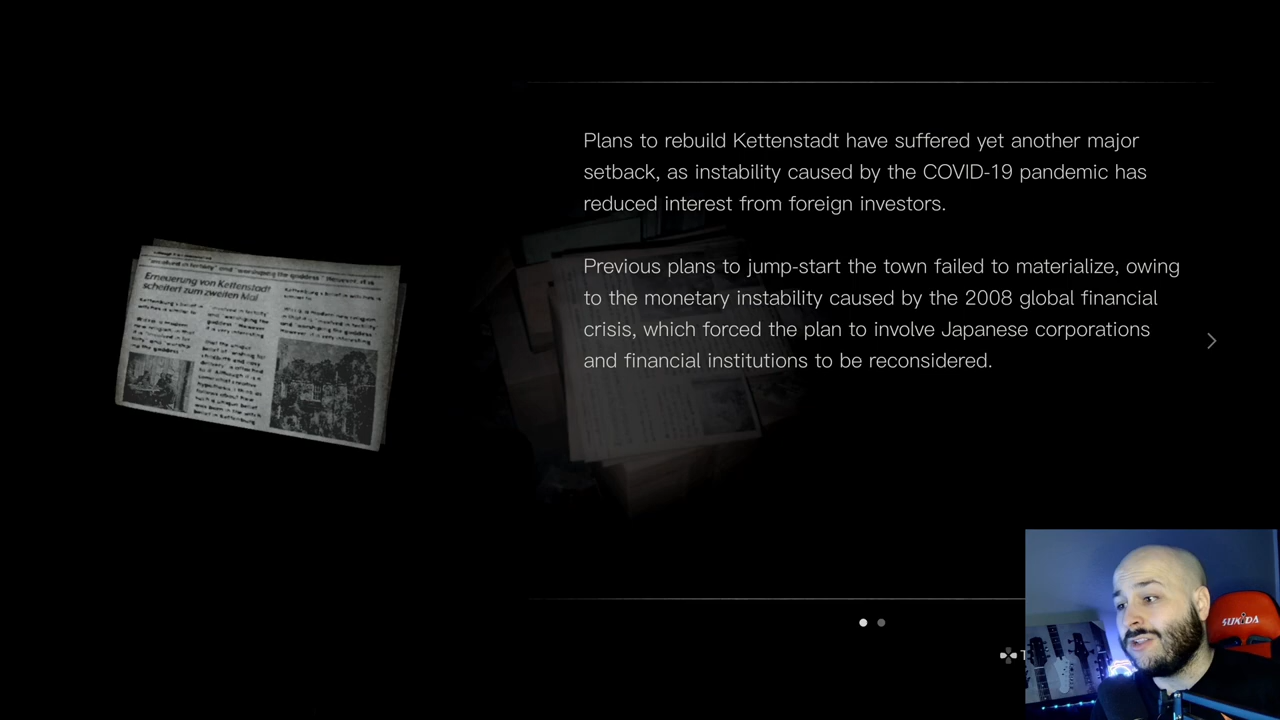 Plans to rebuild Kettenstadt have suffered yet another major
setback, as instability caused by the COVID-19 pandemic has
reduced interest from foreign investors.
Previous plans to jump-start the town failed to materialize, owing
to the monetary instability caused by the 2008 global financial
crisis, which forced the plan to involve Japanese corporations
and financial institutions to be reconsidered.
Erneuerung von Kettenstadt
scheitert zum zweiten Mal
SUKIDA